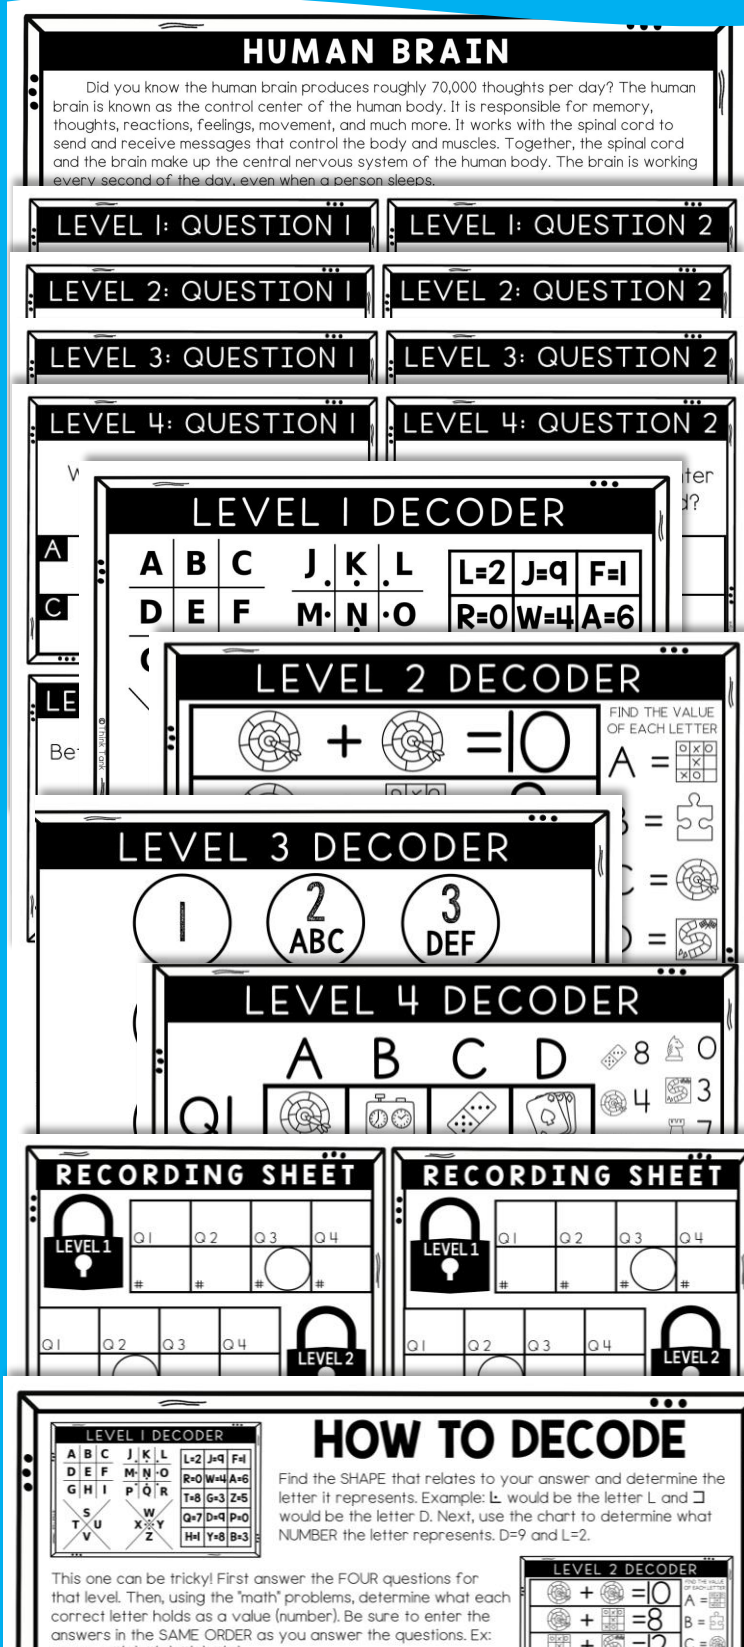 HUMAN BRAIN
Did you know the human brain produces roughly 70,000 thoughts per day? The human
brain is known as the control center of the human body. It is responsible for memory,
thoughts, reactions, feelings, movement, and much more. It works with the spinal cord to
send and receive messages that control the body and muscles. Together, the spinal cord
and the brain make up the central nervous system of the human body. The brain is working
every second of the day, even when a person sleeps.
LEVEL 1: QUESTION 1
LEVEL 1: QUESTION 2
LEVEL 2: QUESTION 1
LEVEL 2: QUESTION 2
LEVEL 3: QUESTION 1
LEVEL 3: QUESTION 2
LEVEL 4: QUESTION 1
LEVEL 4: QUESTION 2
A
C
LE
LEVEL 1 DECODER
A B C
D E F
J K L
M N O
L=2 J=9 F=1
R=0 W=4 A=6
© Think Tank
LEVEL 2 DECODER
+ =10
FIND THE VALUE
OF EACH LETTER
A =
=
=
=
LEVEL 3 DECODER
1
2
ABC
3
DEF
LEVEL 4 DECODER
A B C D
Q1
8 0
4 3
7
RECORDING SHEET
LEVEL 1
Q1 Q2 Q3 Q4
# # # #
Q1 Q2 Q3 Q4
LEVEL 2
RECORDING SHEET
LEVEL 1
Q1 Q2 Q3 Q4
# # # #
Q1 Q2 Q3 Q4
LEVEL 2
HOW TO DECODE
LEVEL 1 DECODER
A B C
D E F
G H I
J K L
M N O
P Q R
S
T U
V
W
X Y
Z
L=2 J=9 F=1
R=0 W=4 A=6
T=8 G=3 Z=5
Q=7 D=9 P=0
H=1 Y=8 B=3
Find the SHAPE that relates to your answer and determine the
letter it represents. Example: would be the letter L and
would be the letter D. Next, use the chart to determine what
NUMBER the letter represents. D=9 and L=2.
This one can be tricky! First answer the FOUR questions for
that level. Then, using the "math" problems, determine what each
correct letter holds as a value (number). Be sure to enter the
answers in the SAME ORDER as you answer the questions. Ex:
LEVEL 2 DECODER
+ =10
+ =8
FIND THE VALUE
OF EACH LETTER
A =
B =
C =